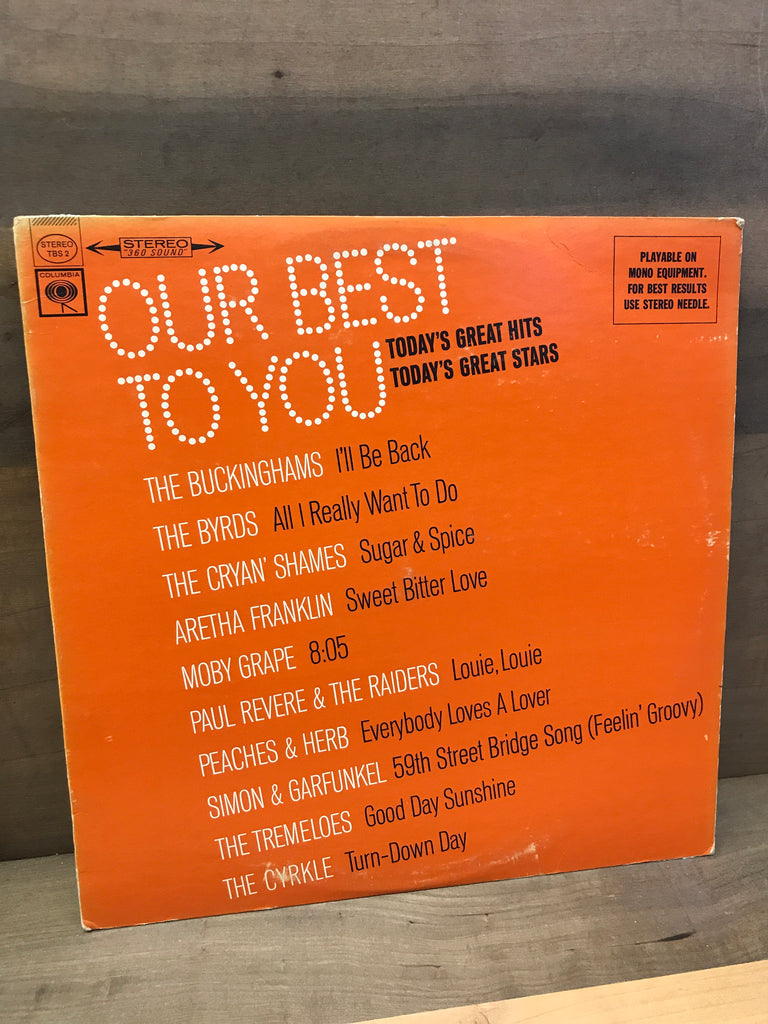 STEREO
TBS 2
STEREO
"360 SOUND"
COLUMBIA
PLAYABLE ON
MONO EQUIPMENT.
FOR BEST RESULTS
USE STEREO NEEDLE.
OUR BEST
TO YOU
TODAY'S GREAT HITS
TODAY'S GREAT STARS
THE BUCKINGHAMS I'll Be Back
THE BYRDS All I Really Want To Do
THE CRYAN' SHAMES Sugar & Spice
ARETHA FRANKLIN Sweet Bitter Love
MOBY GRAPE 8:05
PAUL REVERE & THE RAIDERS Louie, Louie
PEACHES & HERB Everybody Loves A Lover
SIMON & GARFUNKEL 59th Street Bridge Song (Feelin' Groovy)
THE TREMELOES Good Day Sunshine
THE CYRKLE Turn-Down Day